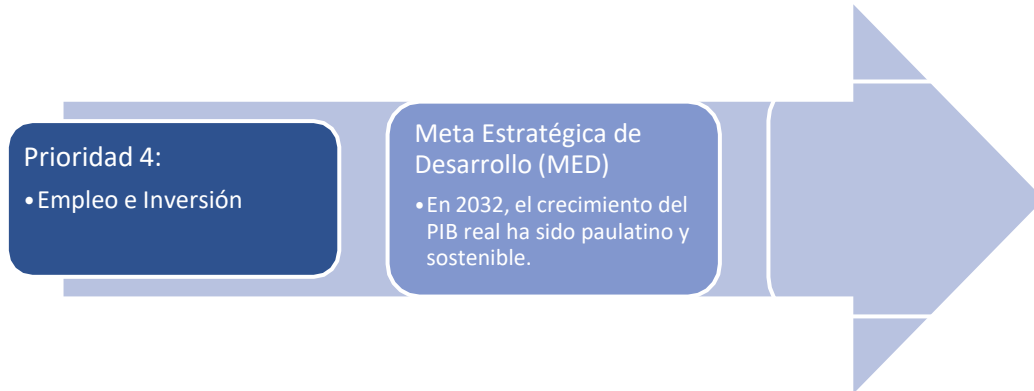 Prioridad 4:
•Empleo e Inversión
Meta Estratégica de
Desarrollo (MED)
•En 2032, el crecimiento del
PIB real ha sido paulatino y
sostenible.